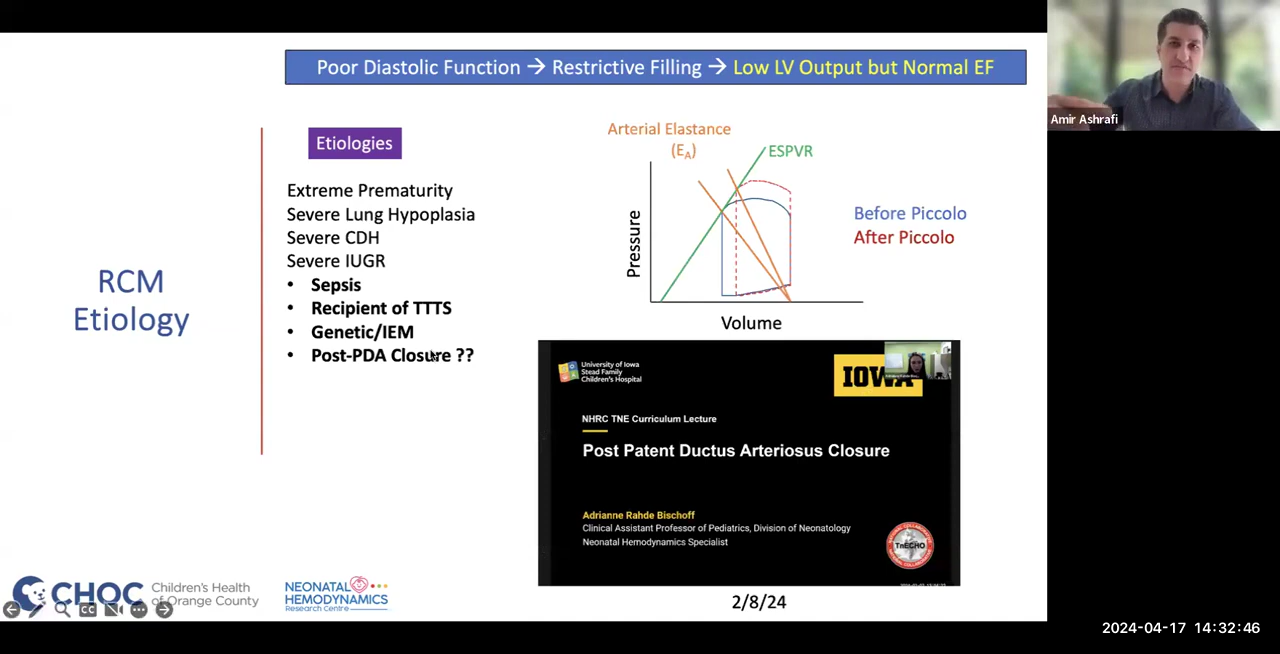 Poor Diastolic Function → Restrictive Filling → Low LV Output but Normal EF
Amir Ashrafi
RCM
Etiology
Etiologies
Extreme Prematurity
Severe Lung Hypoplasia
Severe CDH
Severe IUGR
• Sepsis
• Recipient of TTTS
• Genetic/IEM
• Post-PDA Closure ??
Arterial Elastance
(EA)
ESPVR
Pressure
Volume
Before Piccolo
After Piccolo
University of Iowa
Stead Family
Children's Hospital
IOWA
NHRC TNE Curriculum Lecture
Post Patent Ductus Arteriosus Closure
Adrianne Rahde Bischoff
Clinical Assistant Professor of Pediatrics, Division of Neonatology
Neonatal Hemodynamics Specialist
TnECHO
2/8/24
CHOC
Children's Health
of Orange County
NEONATAL
HEMODYNAMICS
Research Centre
CC
2024-04-17 14:32:46